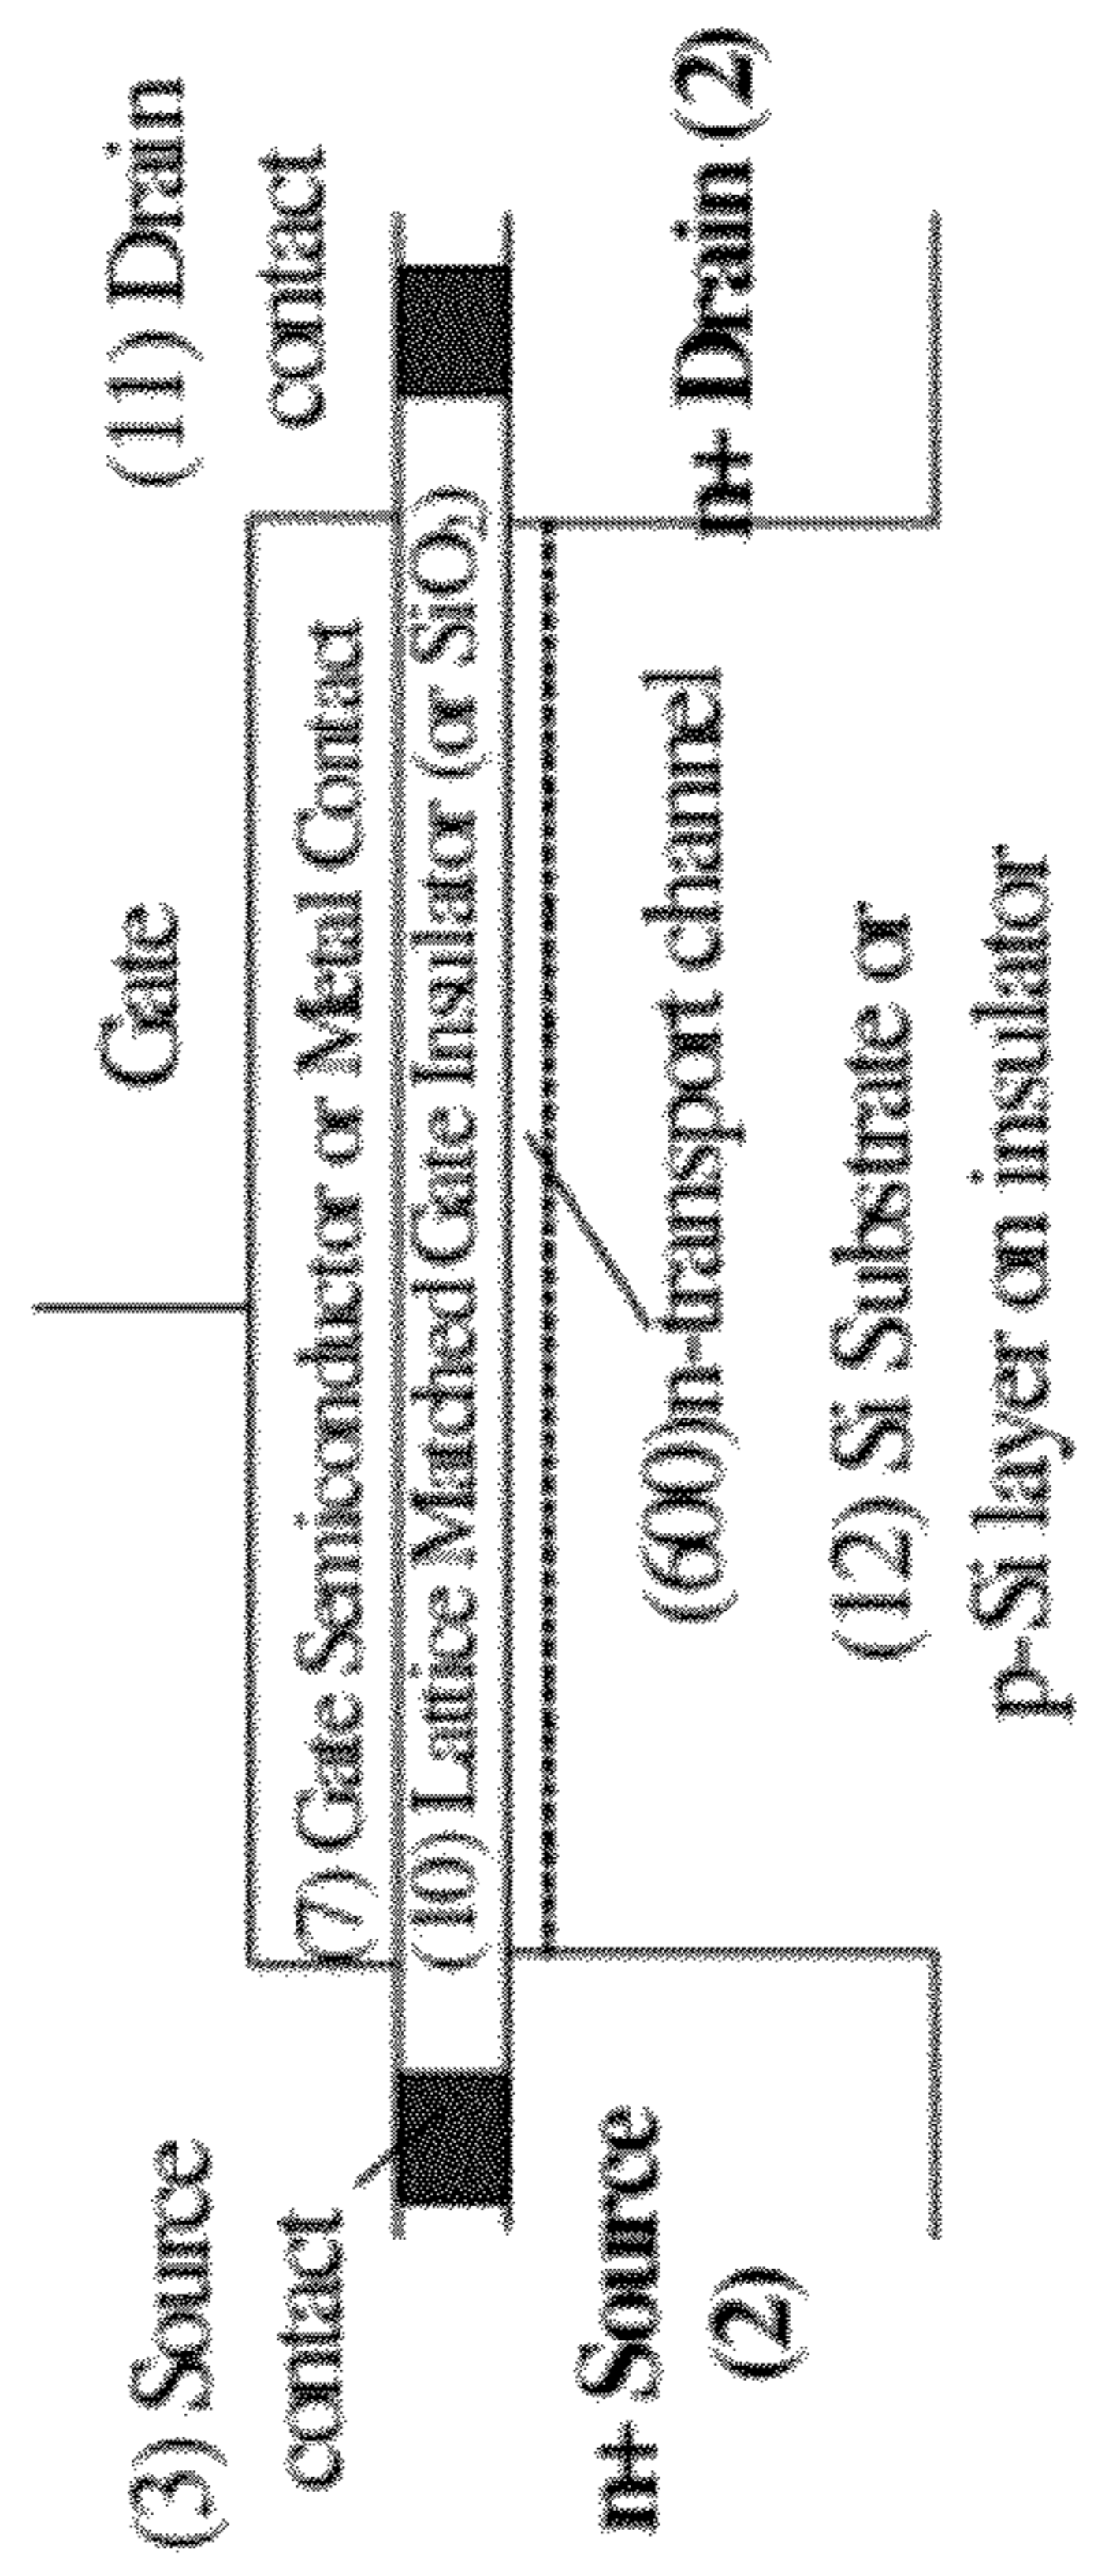 Gate
(11) Drain
contact
(3) Source
contact
(7) Gate Semiconductor or Metal Contact
(10) Lattice Matched Gate Insulator (or SiO₂)
n+ Source
(2)
(600)n-transport channel
n+ Drain (2)
(12) Si Substrate or
p-Si layer on insulator